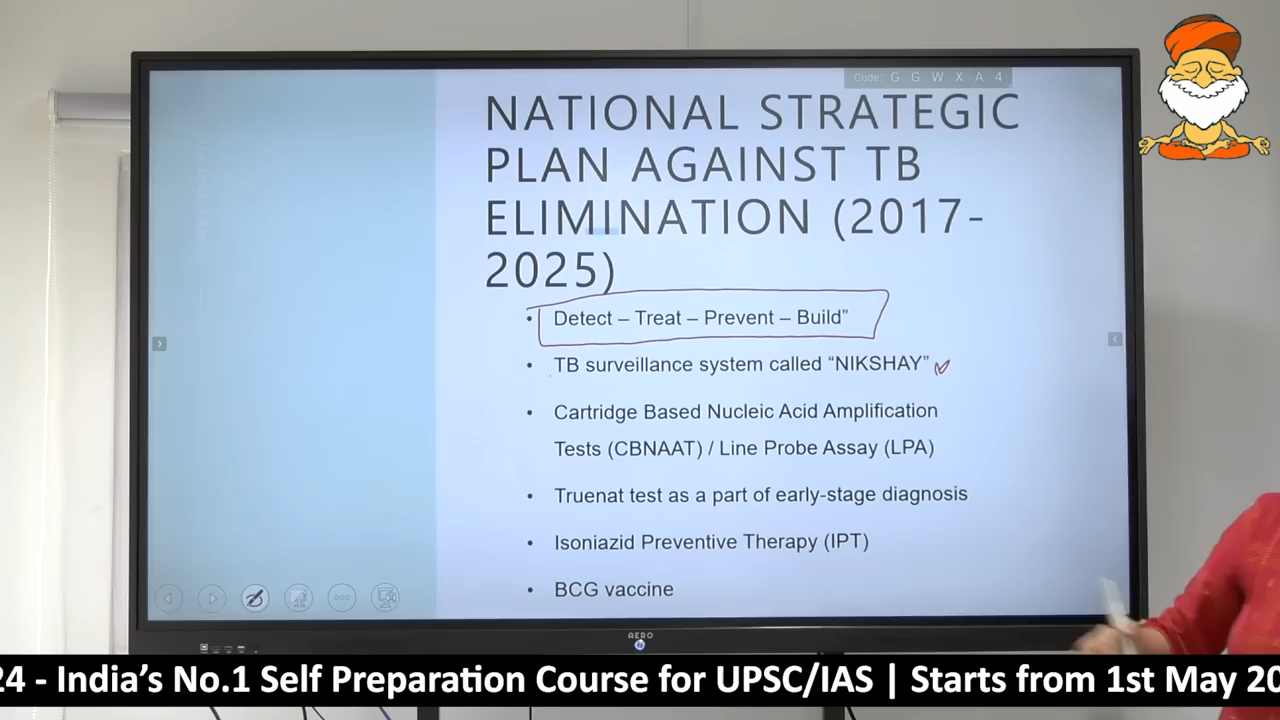 Code: G G W X A 4
NATIONAL STRATEGIC
PLAN AGAINST TB
ELIMINATION (2017-
2025)
• Detect – Treat – Prevent – Build”
• TB surveillance system called “NIKSHAY”
• Cartridge Based Nucleic Acid Amplification
Tests (CBNAAT) / Line Probe Assay (LPA)
• Truenat test as a part of early-stage diagnosis
• Isoniazid Preventive Therapy (IPT)
• BCG vaccine
AERO
24 - India’s No.1 Self Preparation Course for UPSC/IAS | Starts from 1st May 20